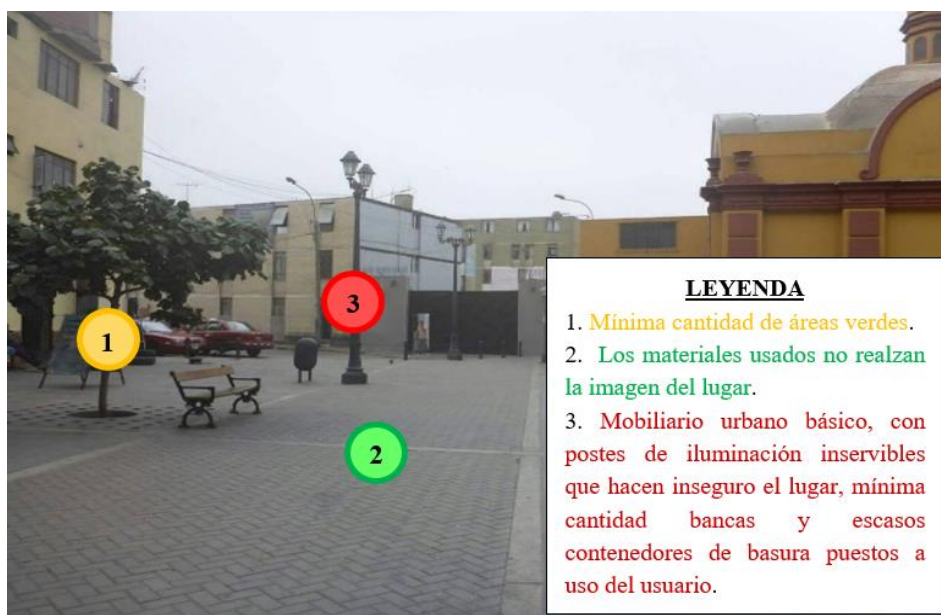 3
1
2
LEYENDA
1. Mínima cantidad de áreas verdes.
2. Los materiales usados no realzan
la imagen del lugar.
3. Mobiliario urbano básico, con
postes de iluminación inservibles
que hacen inseguro el lugar, mínima
cantidad bancas y escasos
contenedores de basura puestos a
uso del usuario.